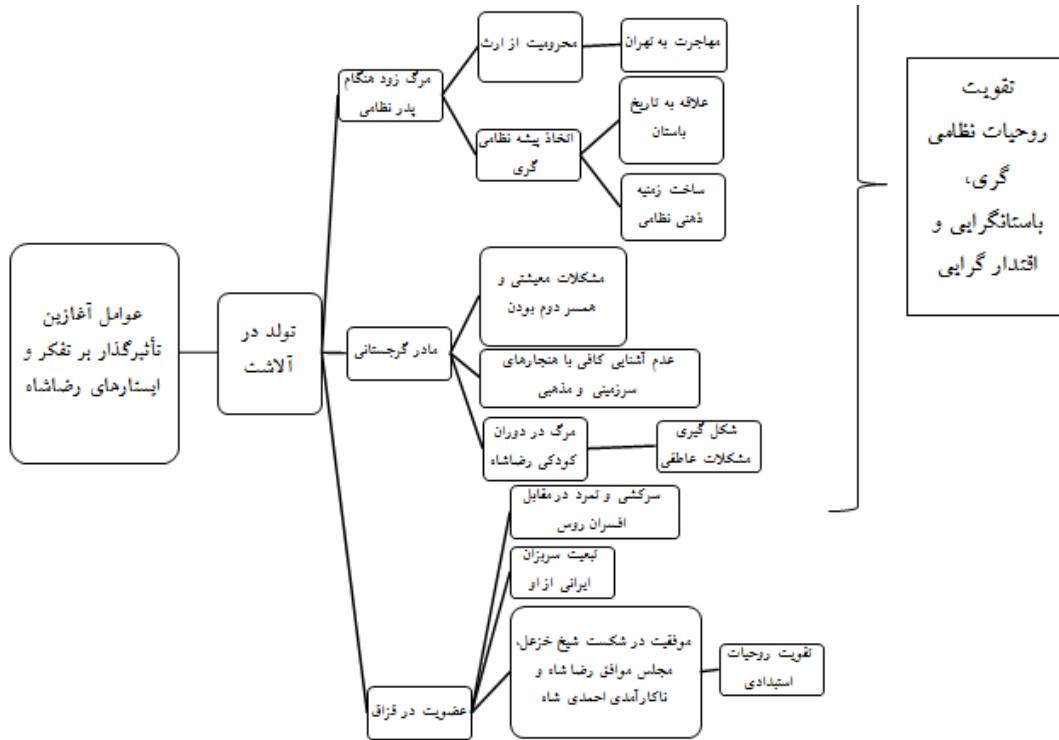 عوامل آغازین
تأثیرگذار بر تفکر و
ایستارهای رضاشاه
تولد در
آلاشت
مرگ زود هنگام
پدر نظامی
محرومیت از ارث
مهاجرت به تهران
اتخاذ پیشه نظامی
گری
علاقه به تاریخ
باستان
ساخت زمنیه
ذهنی نظامی
مادر گرجستانی
مشکلات معیشتی و
همسر دوم بودن
عدم آشنایی کافی با هنجارهای
سرزمینی و مذهبی
مرگ در دوران
کودکی رضاشاه
شکل گیری
مشکلات عاطفی
عضویت در قزاق
سرکشی و تمرد در مقابل
افسران روس
تبعیت سربزان
ایرانی از او
موفقیت در شکست شیخ خزعل،
مجلس موافق رضا شاه و
ناکارآمدی احمدی شاه
تقویت روحیات
استبدادی
تقویت
روحیات نظامی
گری،
باستانگرایی و
اقتدار گرایی